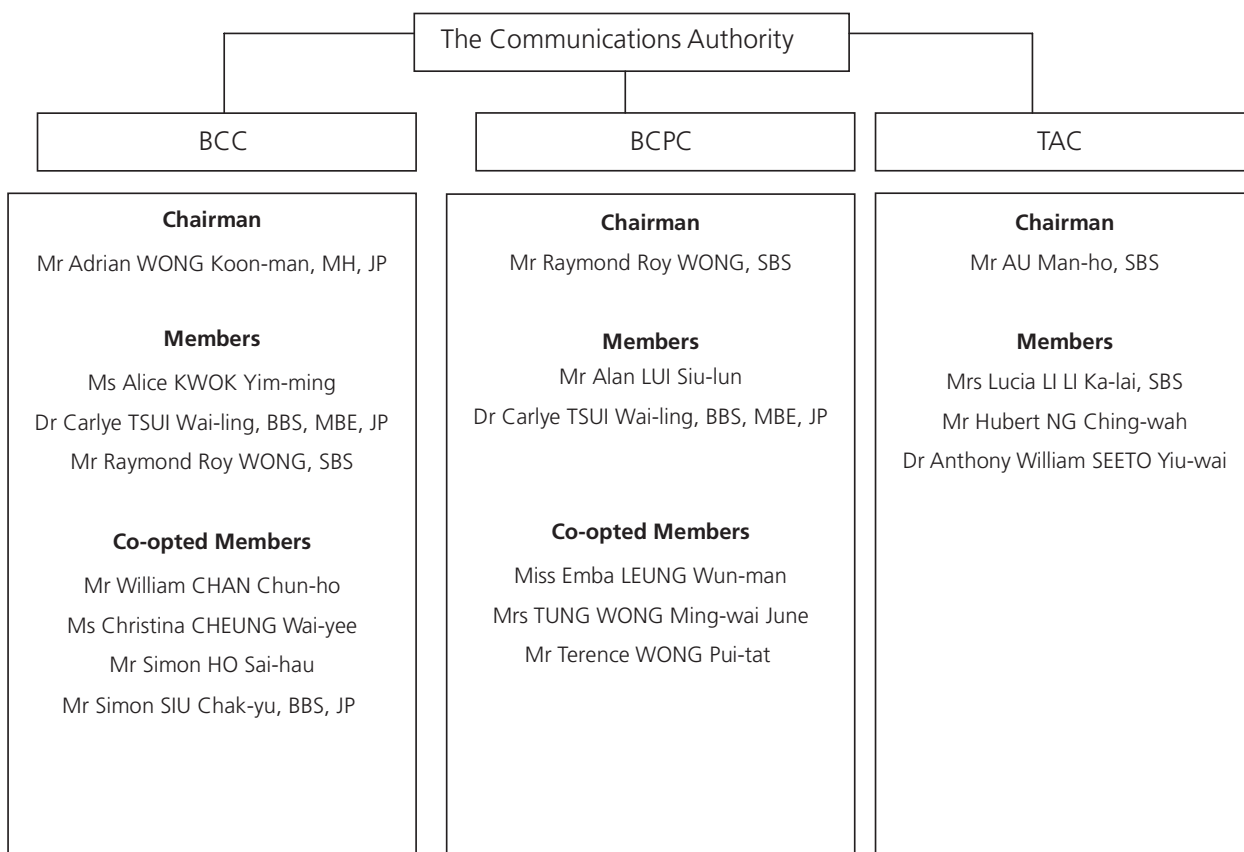 The Communications Authority
BCC
BCPC
TAC
Chairman
Mr Adrian WONG Koon-man, MH, JP
Members
Ms Alice KWOK Yim-ming
Dr Carlye TSUI Wai-ling, BBS, MBE, JP
Mr Raymond Roy WONG, SBS
Co-opted Members
Mr William CHAN Chun-ho
Ms Christina CHEUNG Wai-yee
Mr Simon HO Sai-hau
Mr Simon SIU Chak-yu, BBS, JP
Chairman
Mr Raymond Roy WONG, SBS
Members
Mr Alan LUI Siu-lun
Dr Carlye TSUI Wai-ling, BBS, MBE, JP
Co-opted Members
Miss Emba LEUNG Wun-man
Mrs TUNG WONG Ming-wai June
Mr Terence WONG Pui-tat
Chairman
Mr AU Man-ho, SBS
Members
Mrs Lucia LI LI Ka-lai, SBS
Mr Hubert NG Ching-wah
Dr Anthony William SEETO Yiu-wai